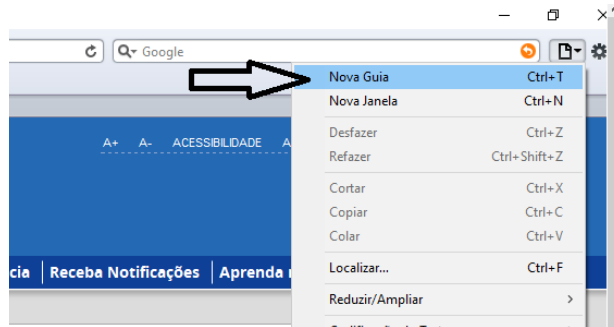 Google
Nova Guia Ctrl+T
Nova Janela Ctrl+N
A+ A- ACESSIBILIDADE A
Desfazer Ctrl+Z
Refazer Ctrl+Shift+Z
Cortar Ctrl+X
Copiar Ctrl+C
Colar Ctrl+V
cia Receba Notificações Aprenda
Localizar... Ctrl+F
Reduzir/Ampliar